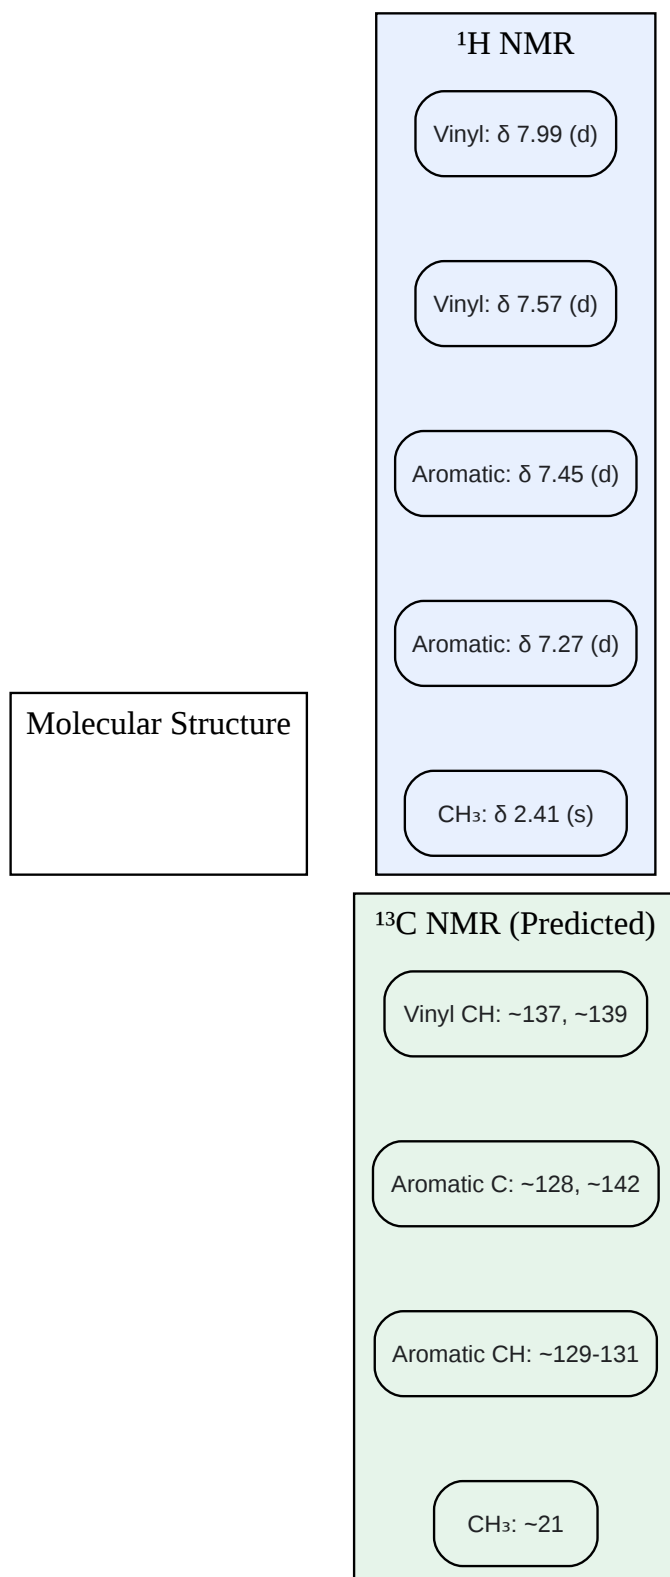 ¹H NMR
Vinyl: δ 7.99 (d)
Vinyl: δ 7.57 (d)
Aromatic: δ 7.45 (d)
Aromatic: δ 7.27 (d)
CH₃: δ 2.41 (s)
Molecular Structure
¹³C NMR (Predicted)
Vinyl CH: ~137, ~139
Aromatic C: ~128, ~142
Aromatic CH: ~129-131
CH₃: ~21